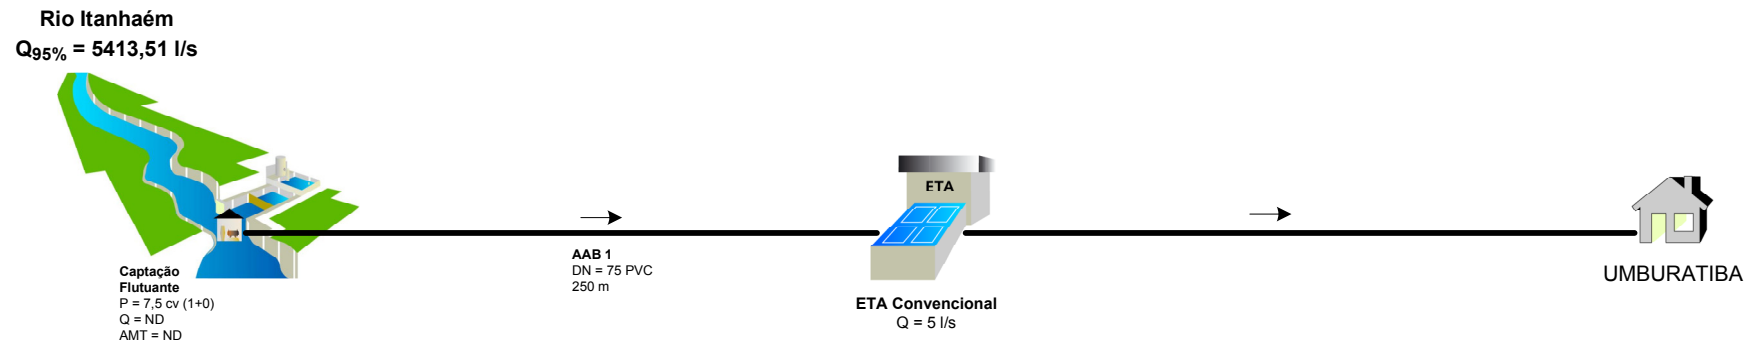 Rio Itanhaém
Q95% = 5413,51 l/s
Captação
Flutuante
P = 7,5 cv (1+0)
Q = ND
AMT = ND
AAB 1
DN = 75 PVC
250 m
ETA
ETA Convencional
Q = 5 l/s
UMBURATIBA